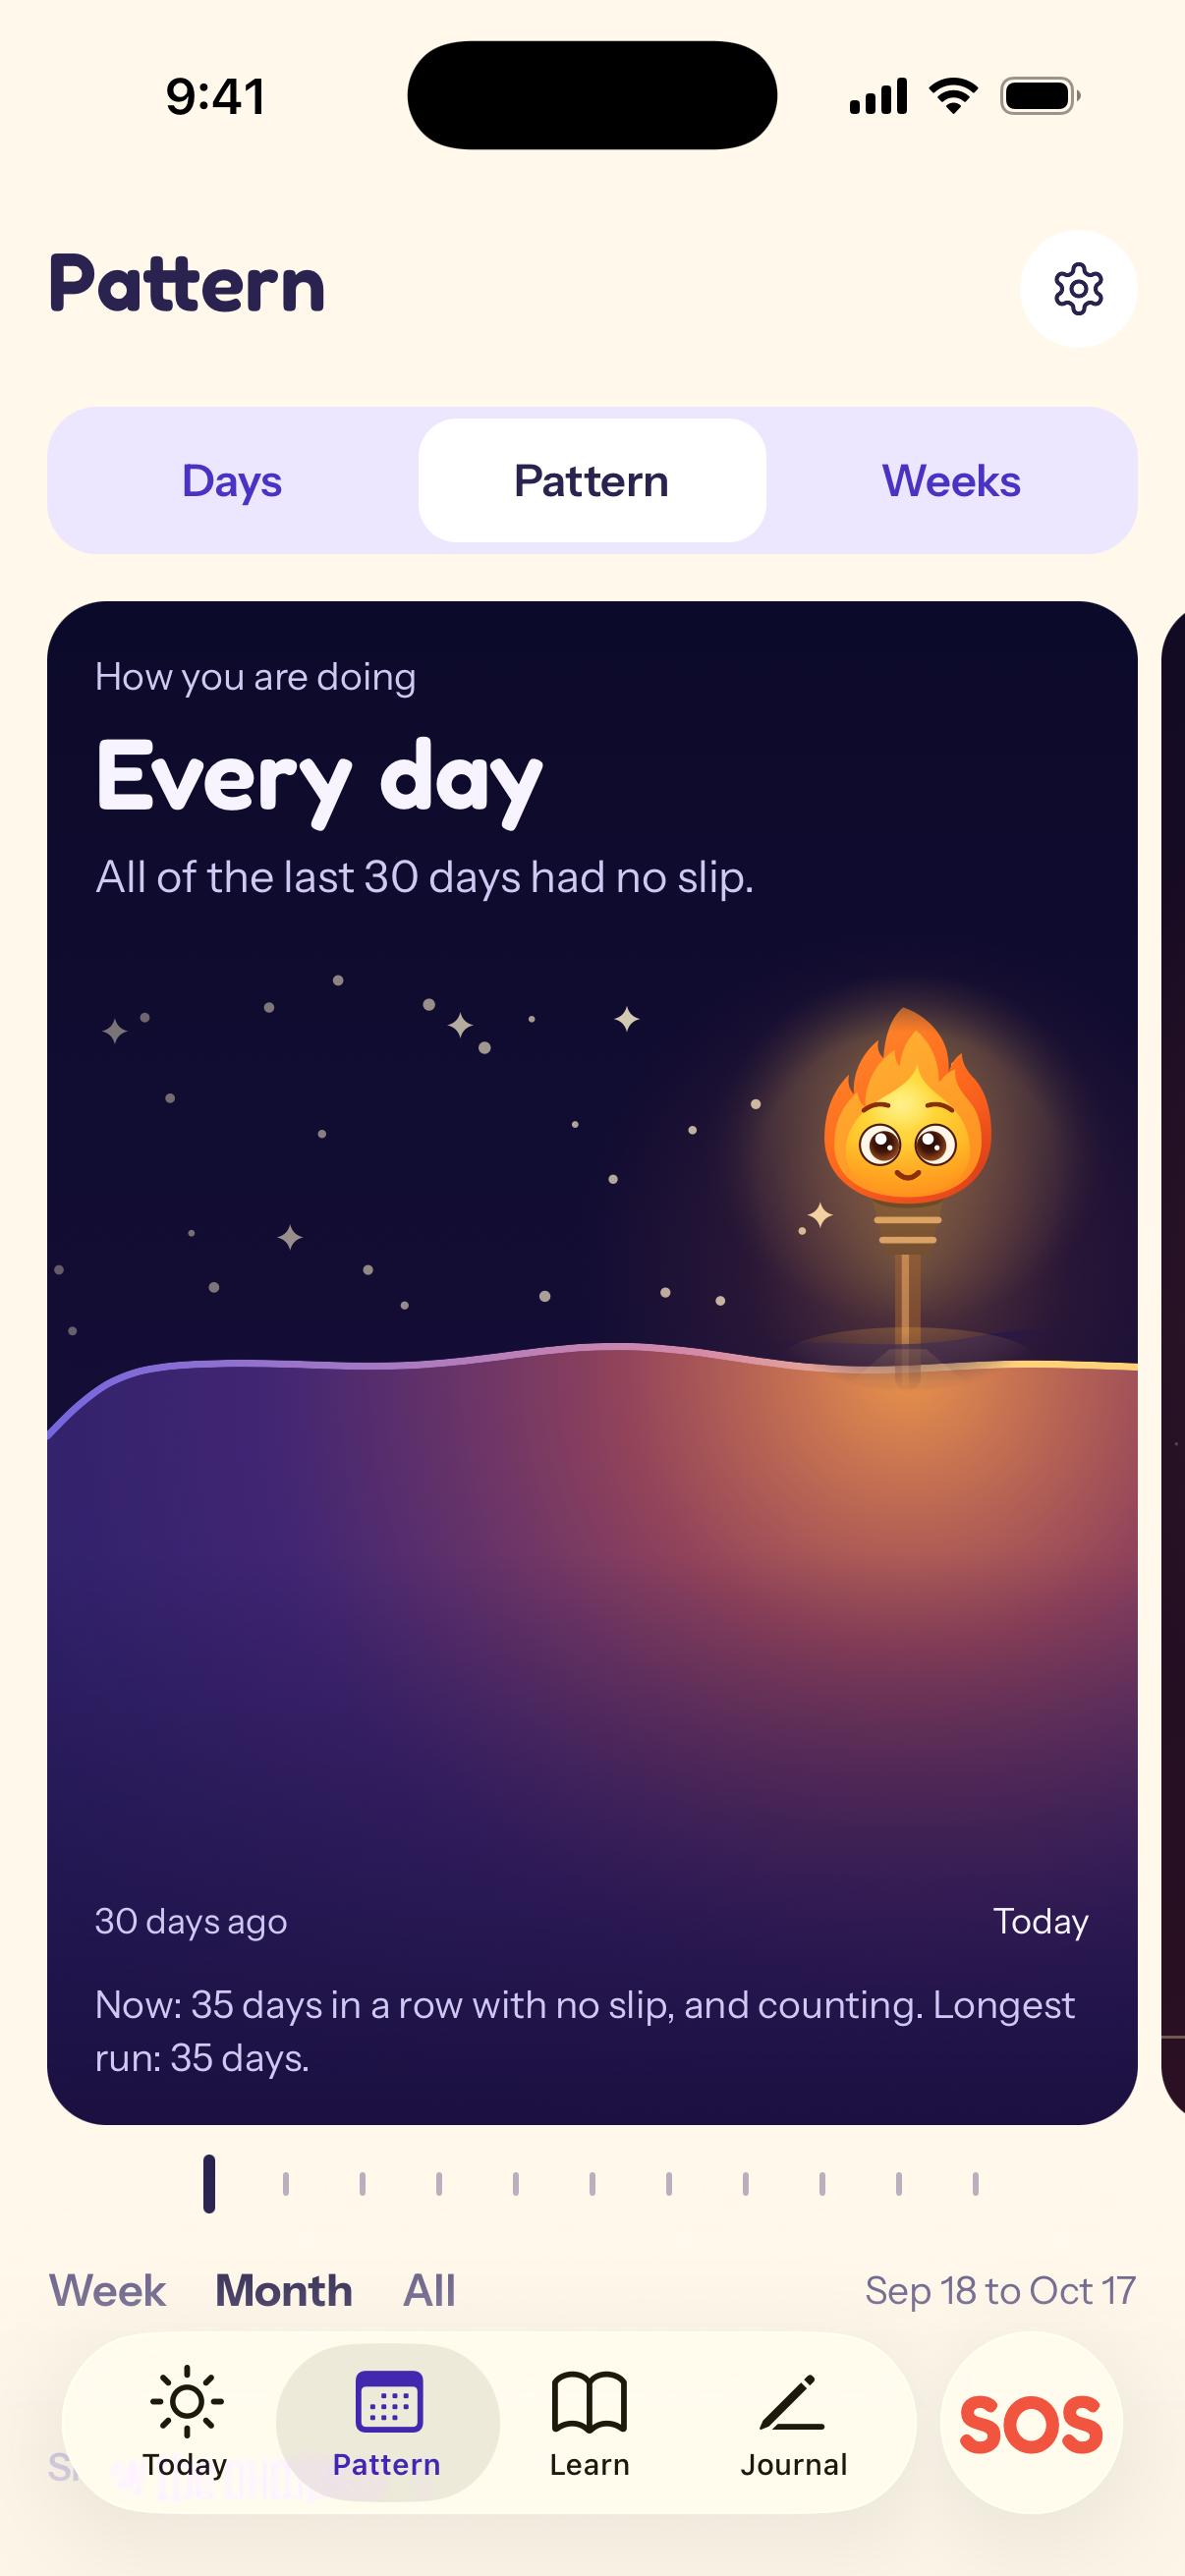 9:41
Pattern
Days
Pattern
Weeks
How you are doing
Every day
All of the last 30 days had no slip.
30 days ago
Today
Now: 35 days in a row with no slip, and counting. Longest
run: 35 days.
Week
Month
All
Sep 18 to Oct 17
Today
Pattern
Learn
Journal
SOS